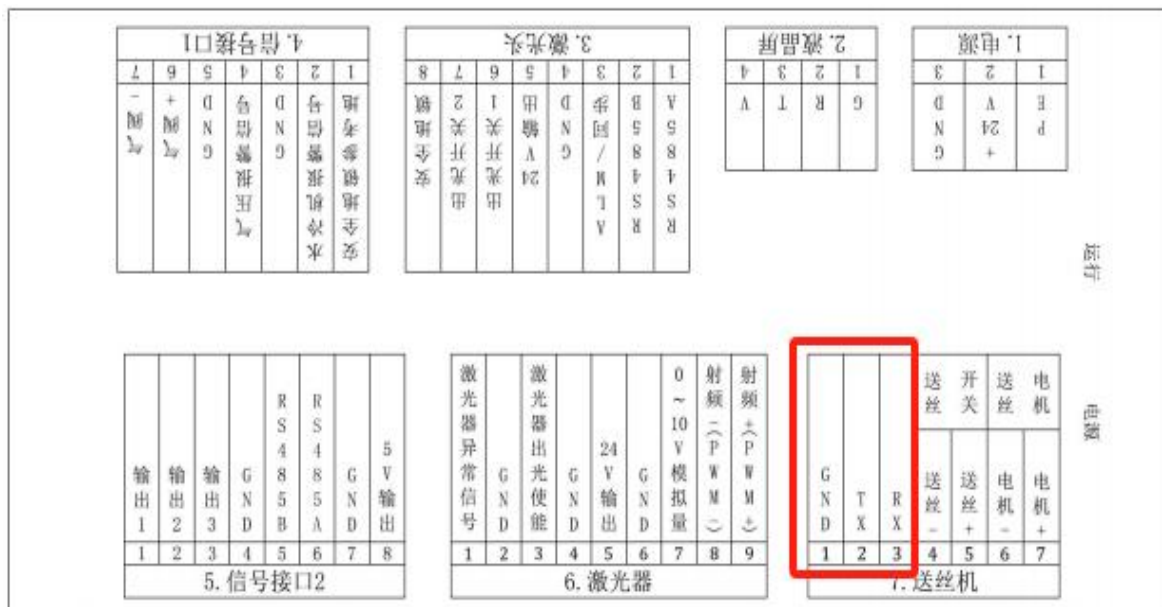 1.电源
1 2 3
PE
+24V
GND
2.液晶屏
1 2 3 4
G
R
T
V
3.激光头
1 2 3 4 5 6 7 8
RS485A
RS485B
ALM/同步
GND
24V输出
出光开关1
出光开关2
安全地锁
4.信号接口1
1 2 3 4 5 6 7
安全地锁参考地
水冷机报警信号
GND
气压报警信号
GND
气阀+
气阀-
运行
电源
输出1
输出2
输出3
GND
RS485B
RS485A
GND
5V输出
1 2 3 4 5 6 7 8
5.信号接口2
激光器异常信号
GND
激光器出光使能
GND
24V输出
GND
0~10V模拟量
射频-(PWM-)
射频+(PWM+)
1 2 3 4 5 6 7 8 9
6.激光器
GND
TX
RX
送丝开关
送丝电机
送丝-
送丝+
电机-
电机+
1 2 3 4 5 6 7
7.送丝机